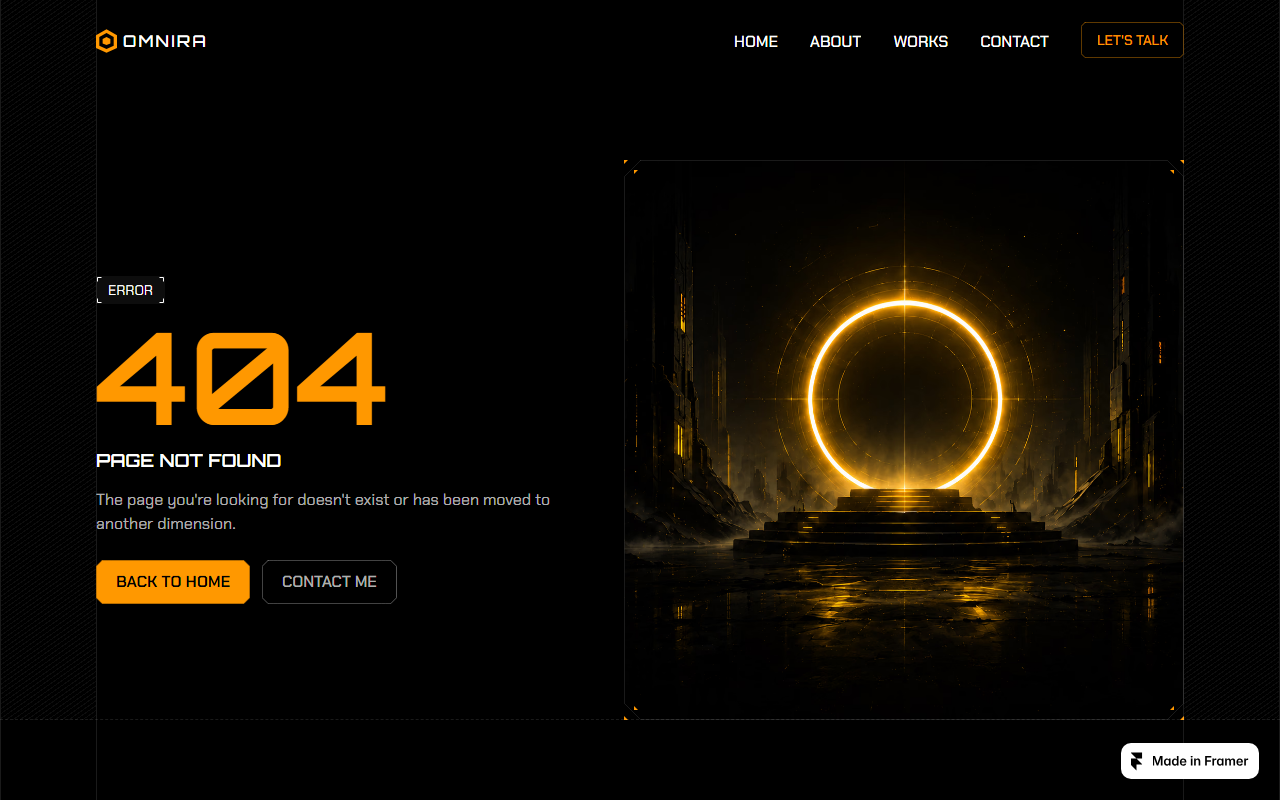 OMNIRA
HOME
ABOUT
WORKS
CONTACT
LET'S TALK
ERROR
404
PAGE NOT FOUND
The page you're looking for doesn't exist or has been moved to
another dimension.
BACK TO HOME
CONTACT ME
Made in Framer